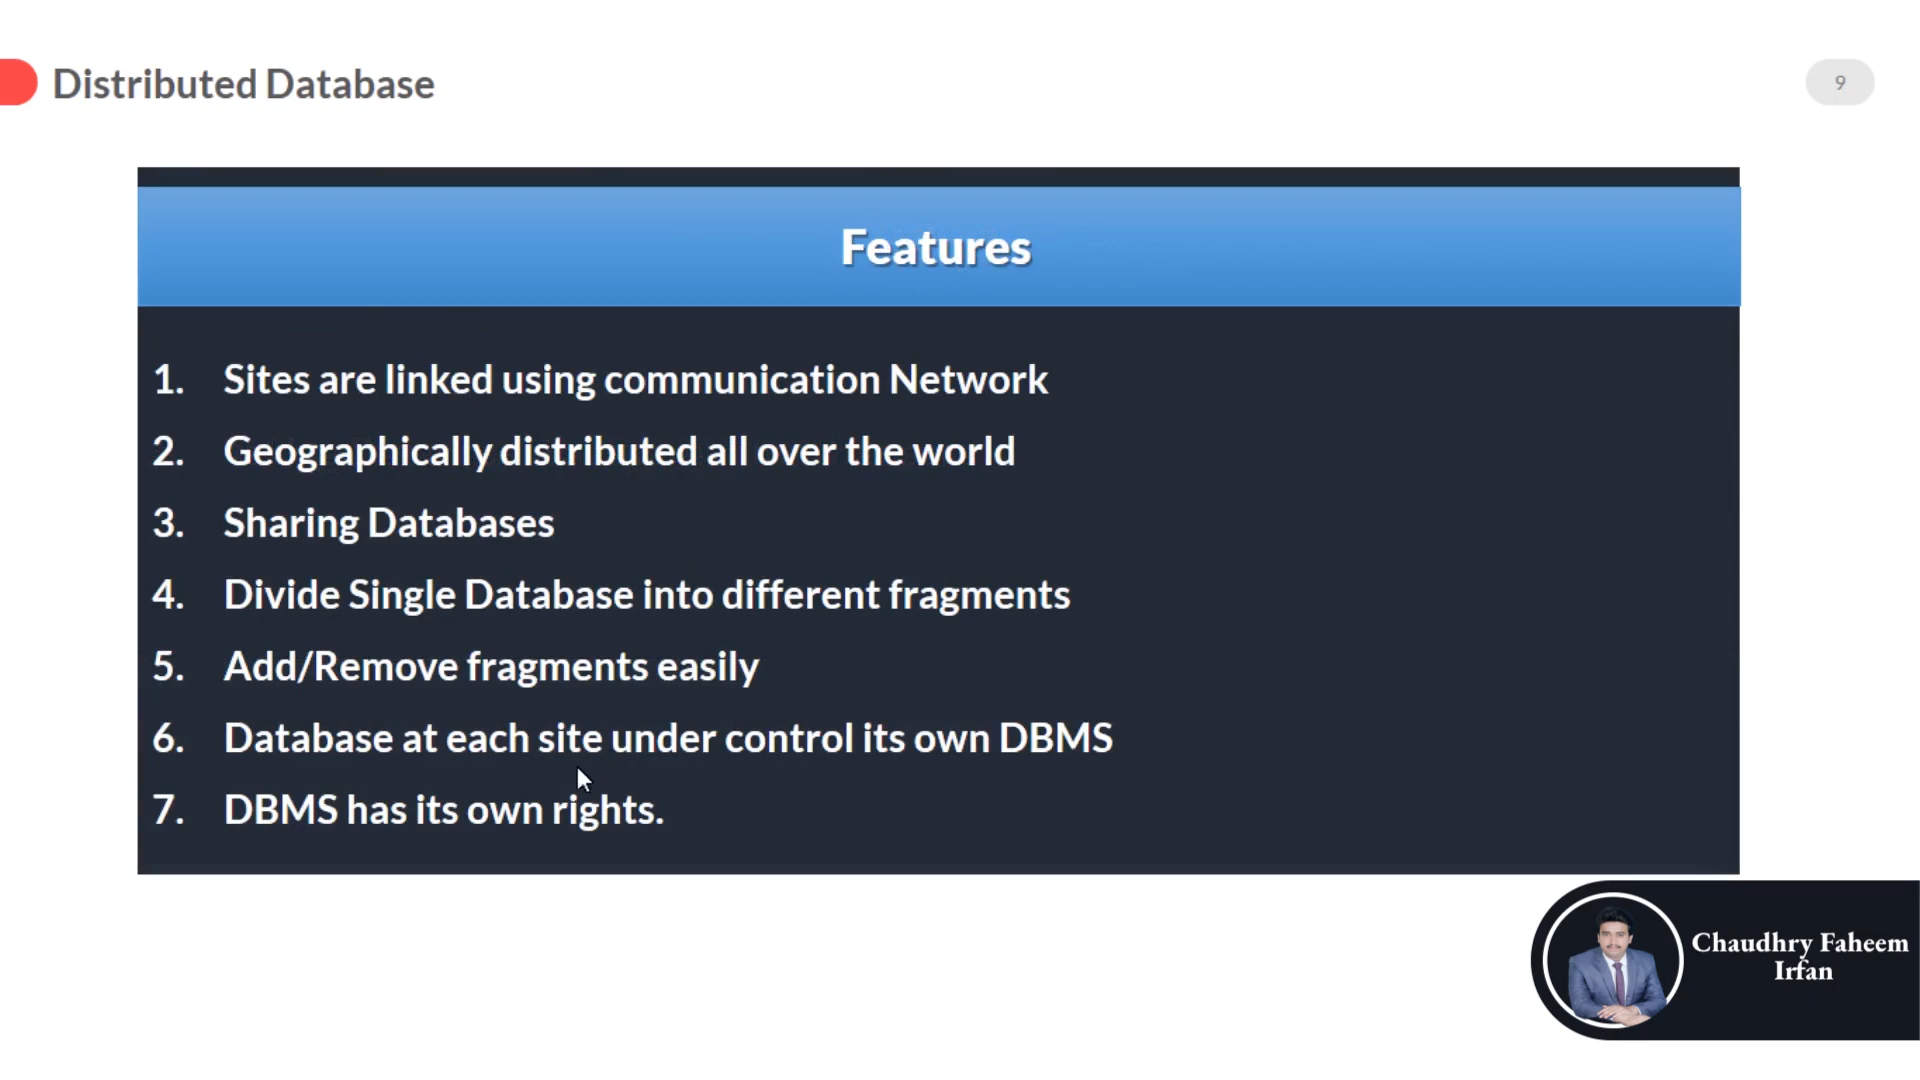 Distributed Database
9
Features
1. Sites are linked using communication Network
2. Geographically distributed all over the world
3. Sharing Databases
4. Divide Single Database into different fragments
5. Add/Remove fragments easily
6. Database at each site under control its own DBMS
7. DBMS has its own rights.
Chaudhry Faheem
Irfan